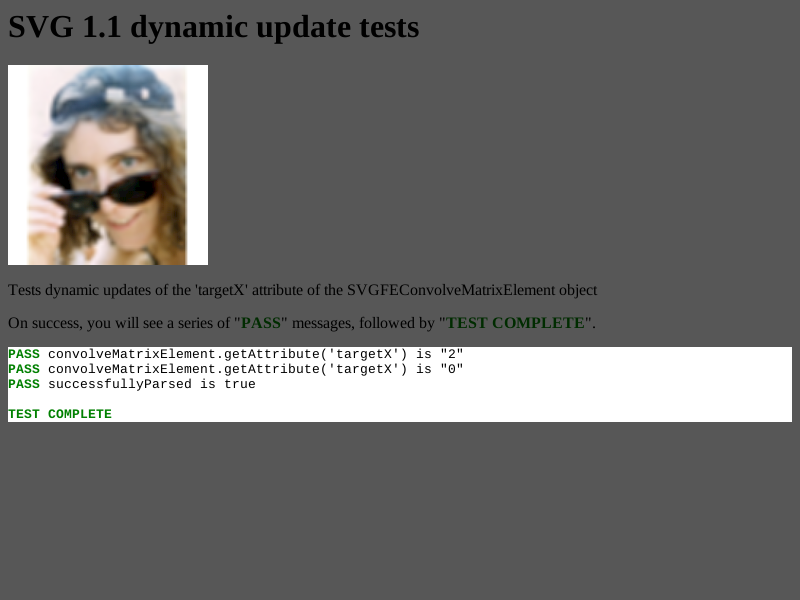 SVG 1.1 dynamic update tests
Tests dynamic updates of the 'targetX' attribute of the SVGFEConvolveMatrixElement object
On success, you will see a series of "PASS" messages, followed by "TEST COMPLETE".
PASS convolveMatrixElement.getAttribute('targetX') is "2"
PASS convolveMatrixElement.getAttribute('targetX') is "0"
PASS successfullyParsed is true
TEST COMPLETE